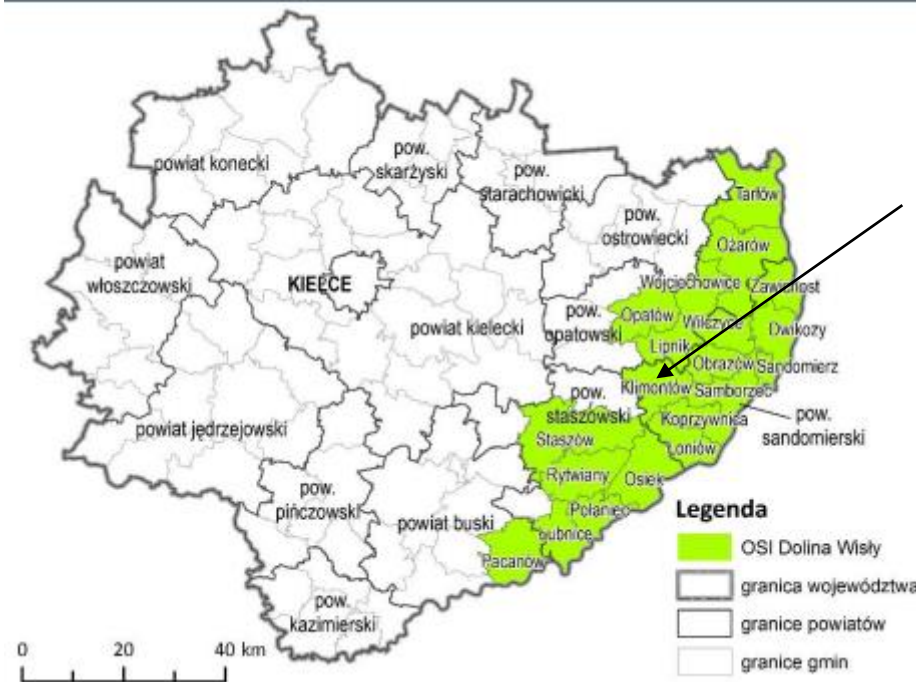 powiat konecki
pow.
skarżyski
pow.
starachowicki
Tarłów
pow.
ostrowiecki
Ożarów
powiat
włoszczowski
KIELCE
Wojciechowice
Zawichost
powiat kielecki
pow.
opatowski
Opatów
Wilczyce
Dwikozy
Lipnik
Obrazów
Sandomierz
Klimontów
Samborzec
pow.
staszowski
Koprzywnica
pow.
sandomierski
powiat jędrzejowski
Staszów
Łoniów
Rytwiany
Osiek
pow.
pińczowski
Połaniec
powiat buski
Łubnice
Pacanów
pow.
kazimierski
Legenda
OSI Dolina Wisły
granica województwa
granice powiatów
granice gmin
0 20 40 km